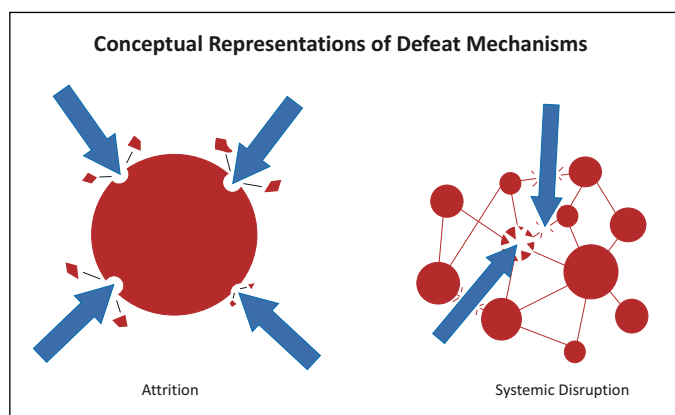 Conceptual Representations of Defeat Mechanisms
Attrition
Systemic Disruption